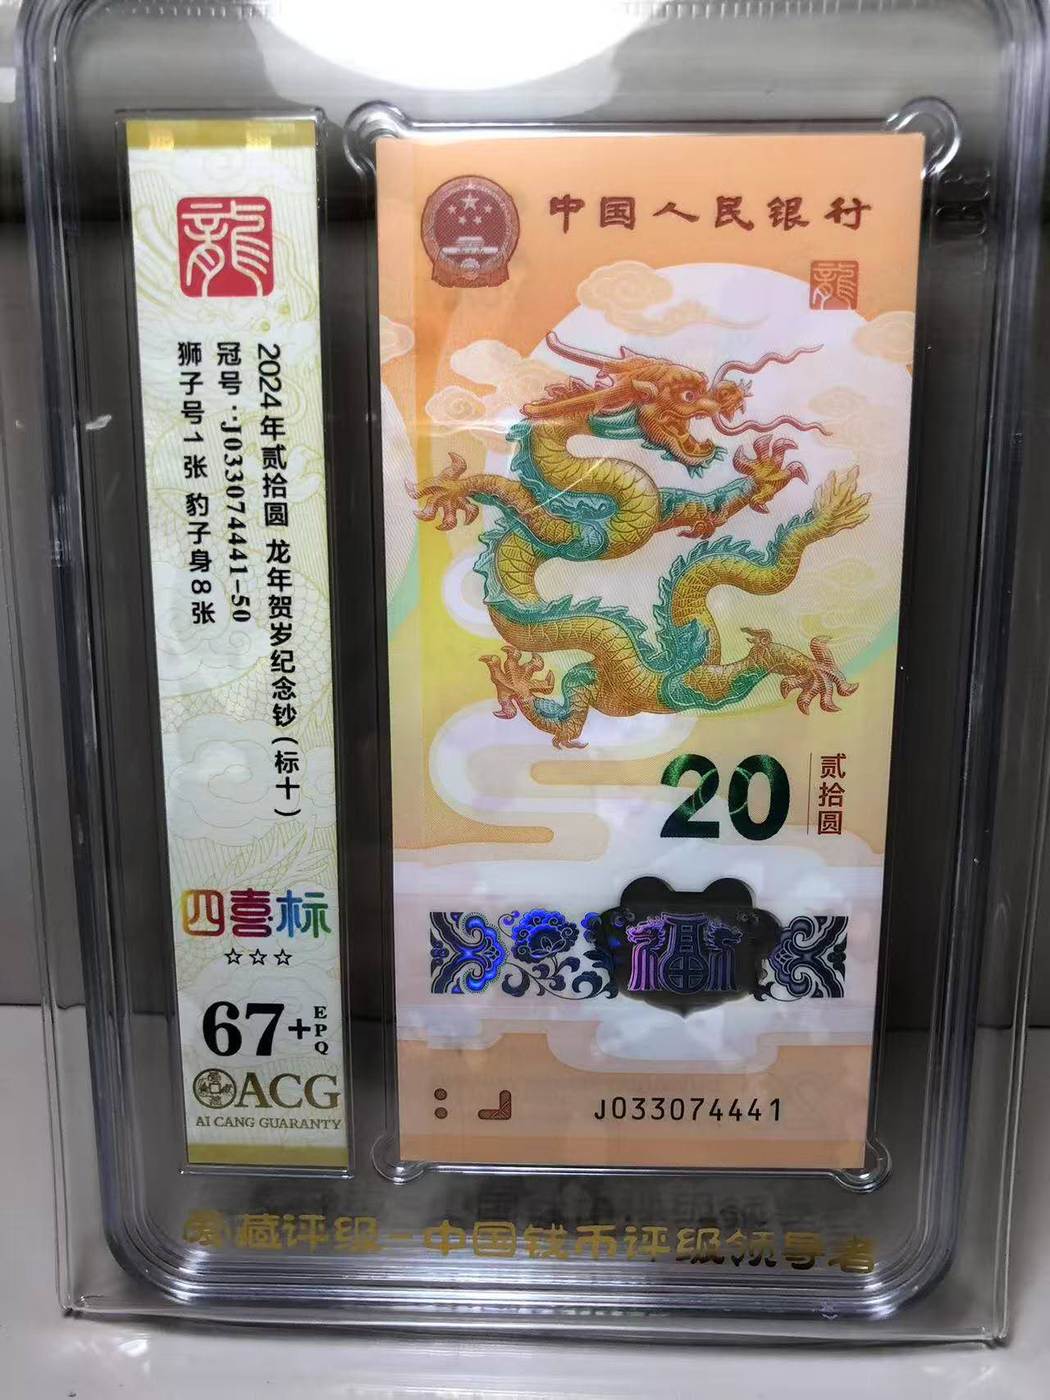 龍
2024年贰拾圆 龙年贺岁纪念钞(标十)
冠号:J033074441-50
狮子号1张 豹子身8张
四喜标
☆☆☆
67+EPQ
ACG
AI CANG GUARANTY
中国人民银行
龍
20
贰拾圆
福
J033074441
爱藏评级-中国钱币评级领导者